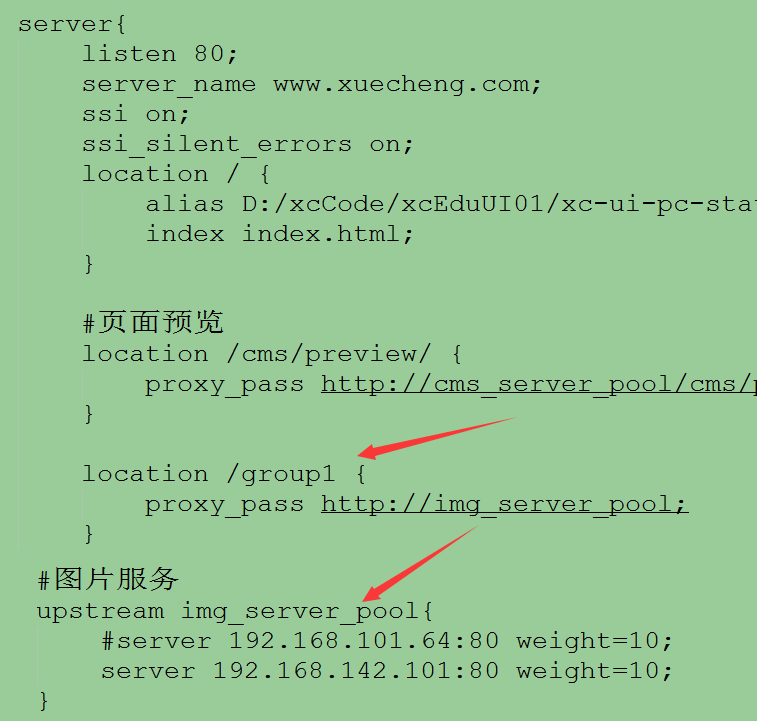 server{
listen 80;
server_name www.xuecheng.com;
ssi on;
ssi_silent_errors on;
location / {
alias D:/xcCode/xcEduUI01/xc-ui-pc-sta
index index.html;
}
#页面预览
location /cms/preview/ {
proxy_pass http://cms_server_pool/cms/p
}
location /group1 {
proxy_pass http://img_server_pool;
}
#图片服务
upstream img_server_pool{
#server 192.168.101.64:80 weight=10;
server 192.168.142.101:80 weight=10;
}